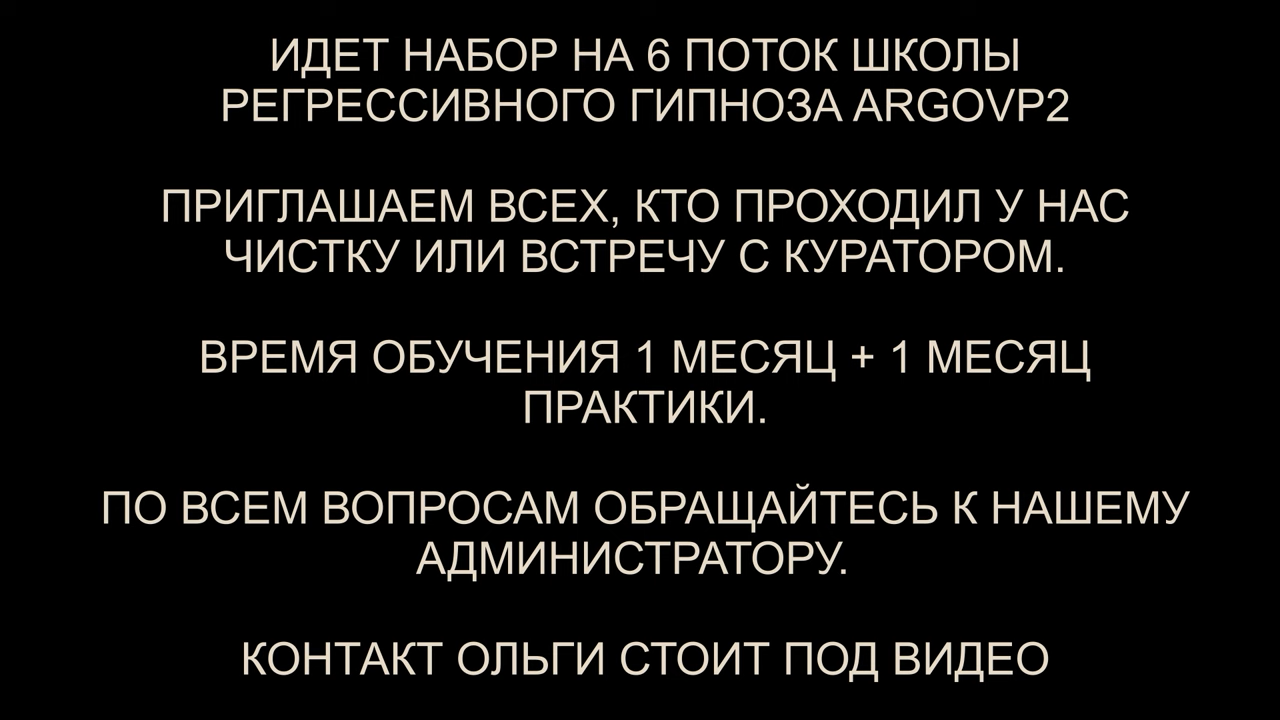 ИДЕТ НАБОР НА 6 ПОТОК ШКОЛЫ
РЕГРЕССИВНОГО ГИПНОЗА ARGOVP2
ПРИГЛАШАЕМ ВСЕХ, КТО ПРОХОДИЛ У НАС
ЧИСТКУ ИЛИ ВСТРЕЧУ С КУРАТОРОМ.
ВРЕМЯ ОБУЧЕНИЯ 1 МЕСЯЦ + 1 МЕСЯЦ
ПРАКТИКИ.
ПО ВСЕМ ВОПРОСАМ ОБРАЩАЙТЕСЬ К НАШЕМУ
АДМИНИСТРАТОРУ.
КОНТАКТ ОЛЬГИ СТОИТ ПОД ВИДЕО